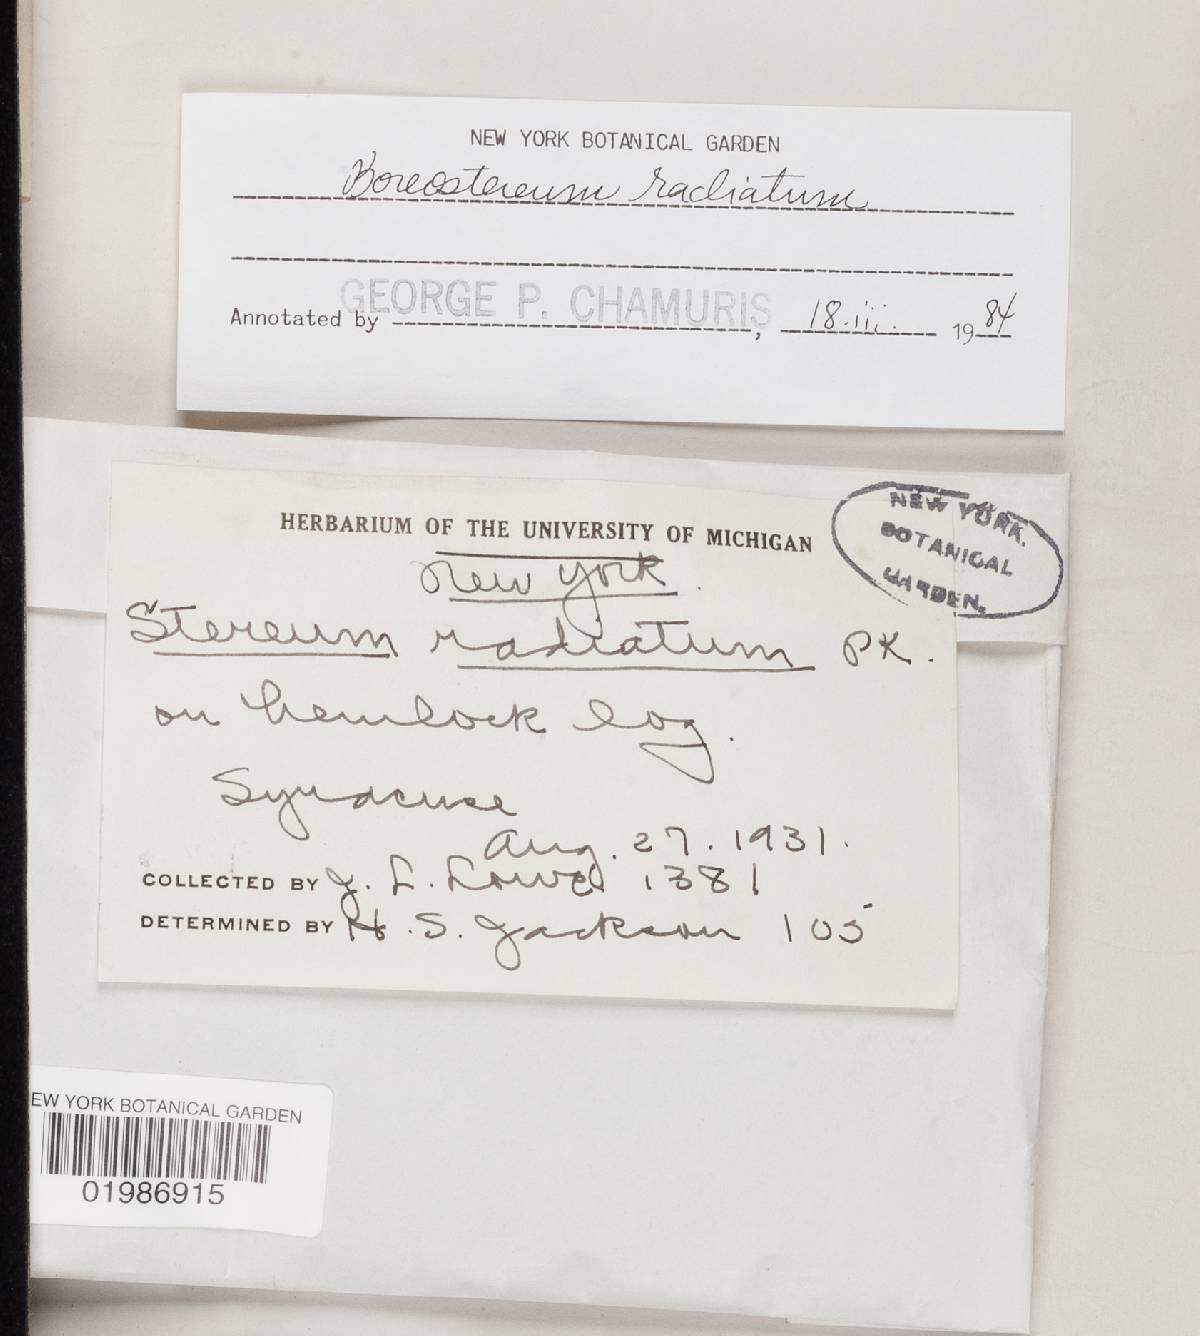 NEW YORK BOTANICAL GARDEN
Boreostereum radiatum
GEORGE P. CHAMURIS
Annotated by , 18.iii. 1984
HERBARIUM OF THE UNIVERSITY OF MICHIGAN
NEW YORK
BOTANICAL
GARDEN.
New York.
Stereum radiatum PK.
on hemlock log.
Syracuse
Aug. 27. 1931.
COLLECTED BY J. L. Lowe 1381
DETERMINED BY H. S. Jackson 105
EW YORK BOTANICAL GARDEN
01986915